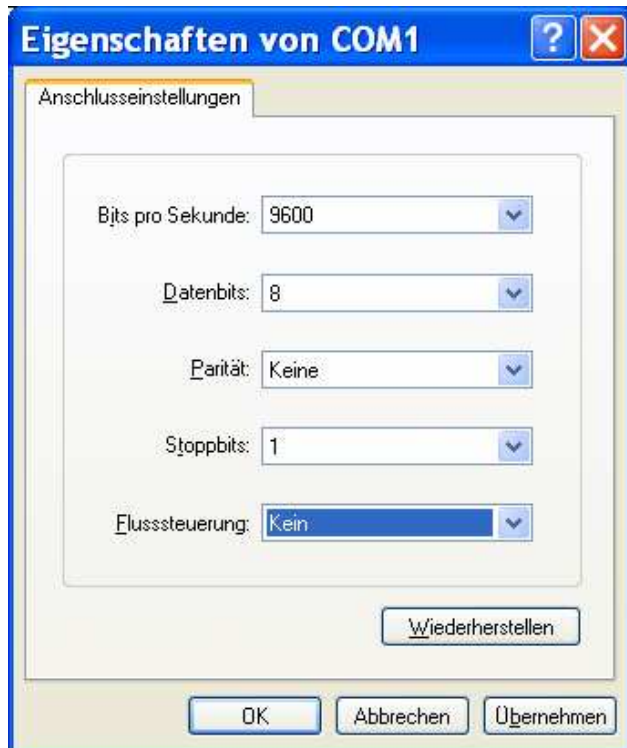 Eigenschaften von COM1 ?
Anschlusseinstellungen
Bits pro Sekunde: 9600
Datenbits: 8
Parität: Keine
Stoppbits: 1
Flusssteuerung: Kein
Wiederherstellen
OK Abbrechen Übernehmen